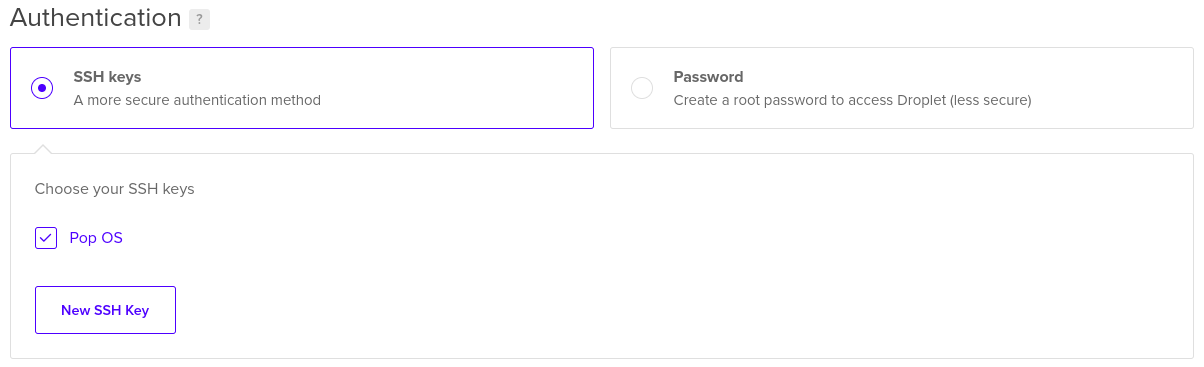 Authentication ?
SSH keys
A more secure authentication method
Password
Create a root password to access Droplet (less secure)
Choose your SSH keys
Pop OS
New SSH Key